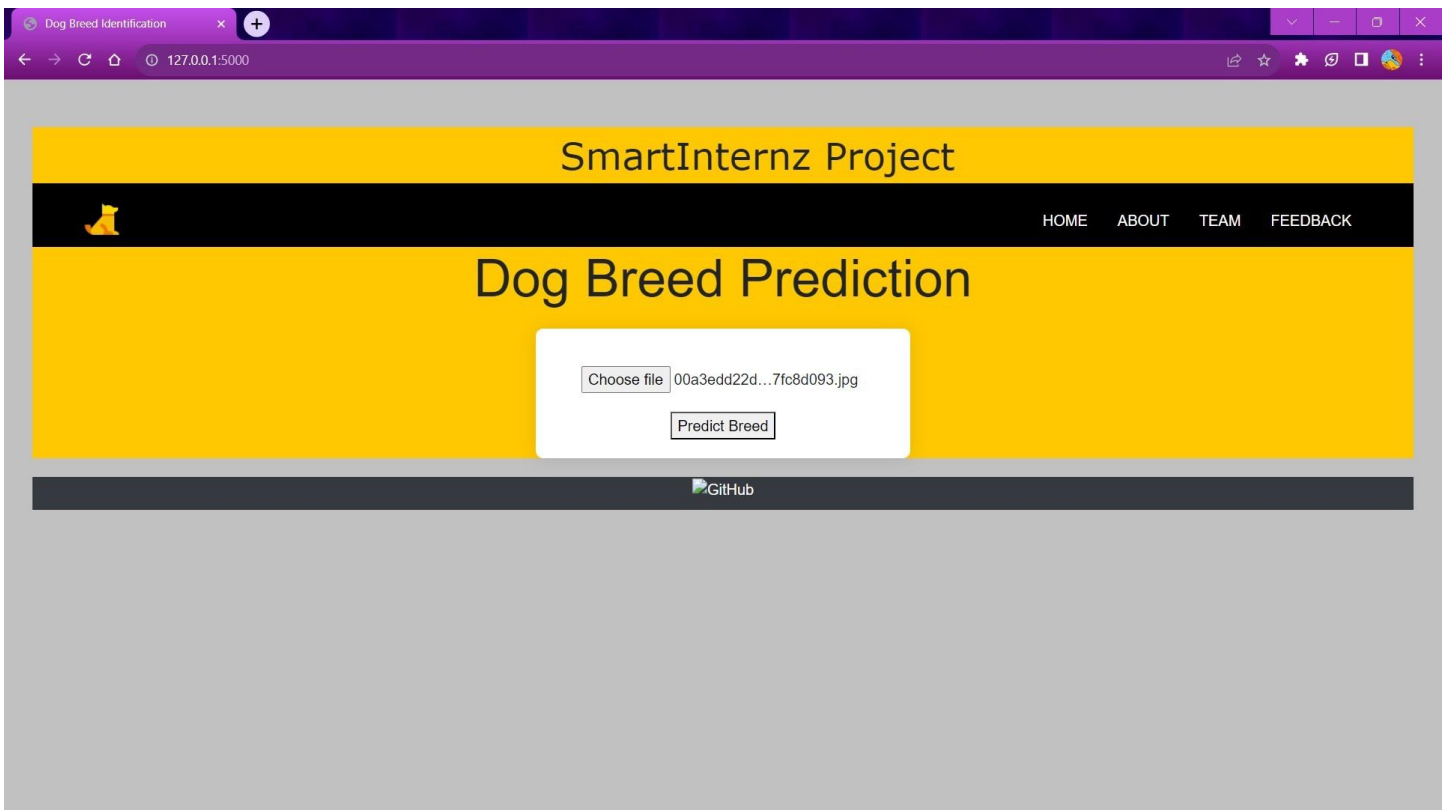 Dog Breed Identification
127.0.0.1:5000
SmartInternz Project
HOME ABOUT TEAM FEEDBACK
Dog Breed Prediction
Choose file 00a3edd22d...7fc8d093.jpg
Predict Breed
GitHub